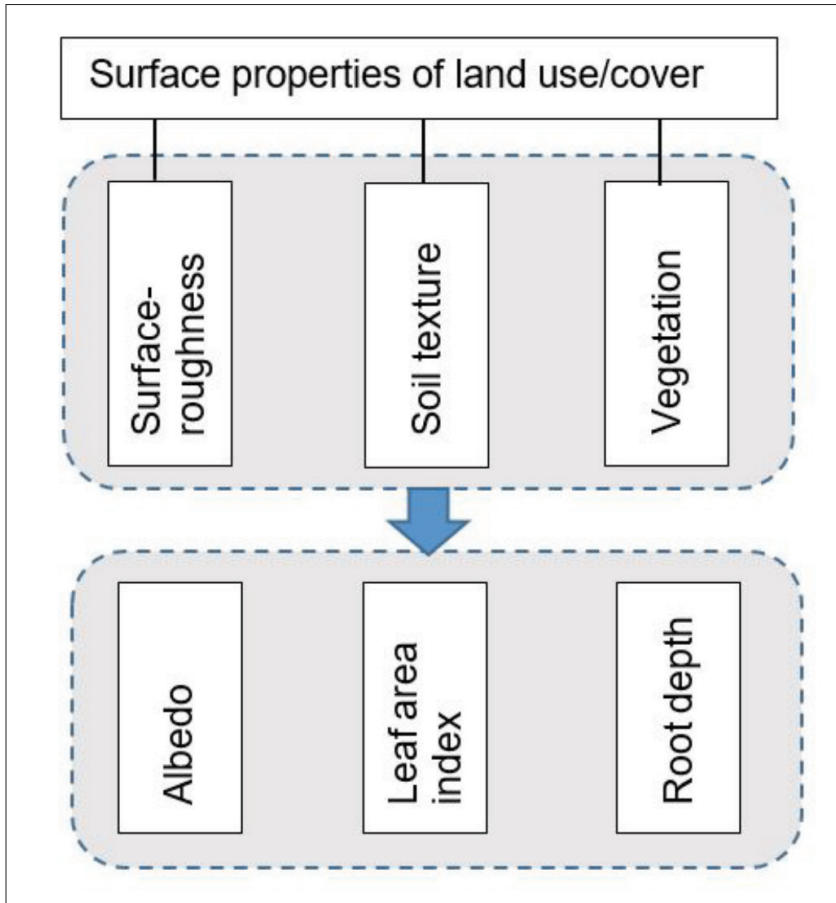 Surface properties of land use/cover
Surface-
roughness
Soil texture
Vegetation
Albedo
Leaf area
index
Root depth